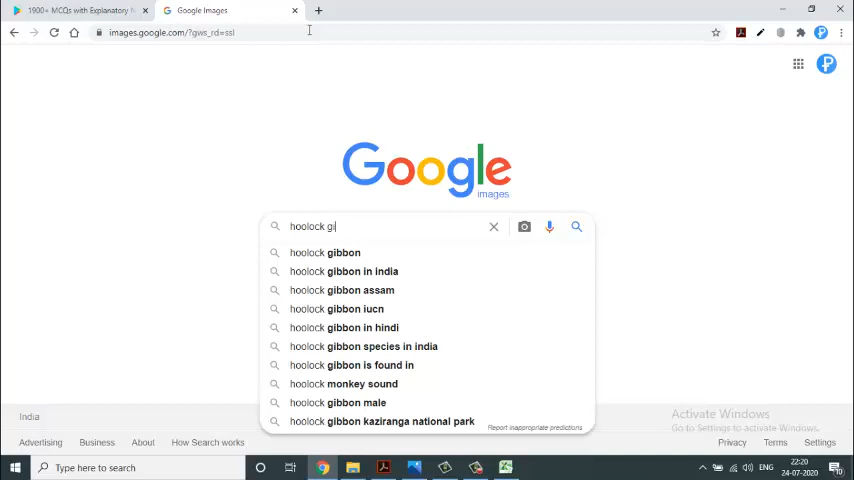 1900+ MCQs with Explanatory N
Google Images
images.google.com/?gws_rd=ssl
Google
images
hoolock gi
hoolock gibbon
hoolock gibbon in india
hoolock gibbon assam
hoolock gibbon iucn
hoolock gibbon in hindi
hoolock gibbon species in india
hoolock gibbon is found in
hoolock monkey sound
hoolock gibbon male
hoolock gibbon kaziranga national park
Report inappropriate predictions
India
Activate Windows
Go to Settings to activate Windows.
Advertising Business About How Search works Privacy Terms Settings
Type here to search
ENG
22:20
24-07-2020
10